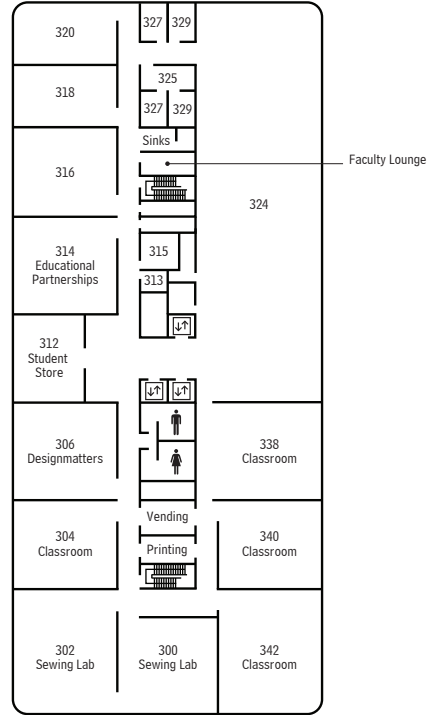 327 329
320
325
318
327 329
Sinks
Faculty Lounge
316
324
314
Educational
Partnerships
315
313
312
Student
Store
306
Designmatters
338
Classroom
Vending
304
Classroom
Printing
340
Classroom
302
Sewing Lab
300
Sewing Lab
342
Classroom